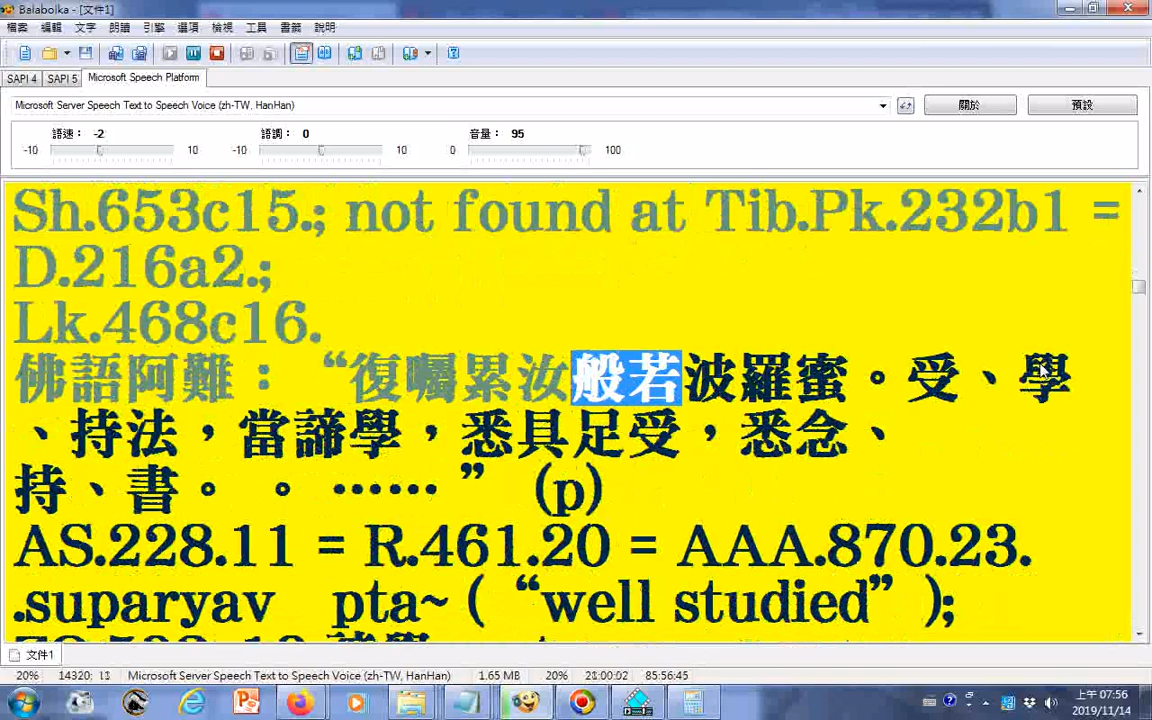 Balabolka - [文件1]
檔案 編輯 文字 朗讀 引擎 選項 檢視 工具 書籤 說明
SAPI 4 SAPI 5 Microsoft Speech Platform
Microsoft Server Speech Text to Speech Voice (zh-TW, HanHan) 關於 預設
語速： -2 語調： 0 音量： 95
-10 10 -10 10 0 100
Sh.653c15.; not found at Tib.Pk.232b1 =
D.216a2.;
Lk.468c16.
佛語阿難：“復囑累汝般若波羅蜜。受、學
、持法，當諦學，悉具足受，悉念、
持、書。 。 ……” (p)
AS.228.11 = R.461.20 = AAA.870.23.
.suparyav pta~ (“well studied”);
文件1
20% 14320: 11 Microsoft Server Speech Text to Speech Voice (zh-TW, HanHan) 1.65 MB 20% 21:00:02 85:56:45
上午 07:56
2019/11/14